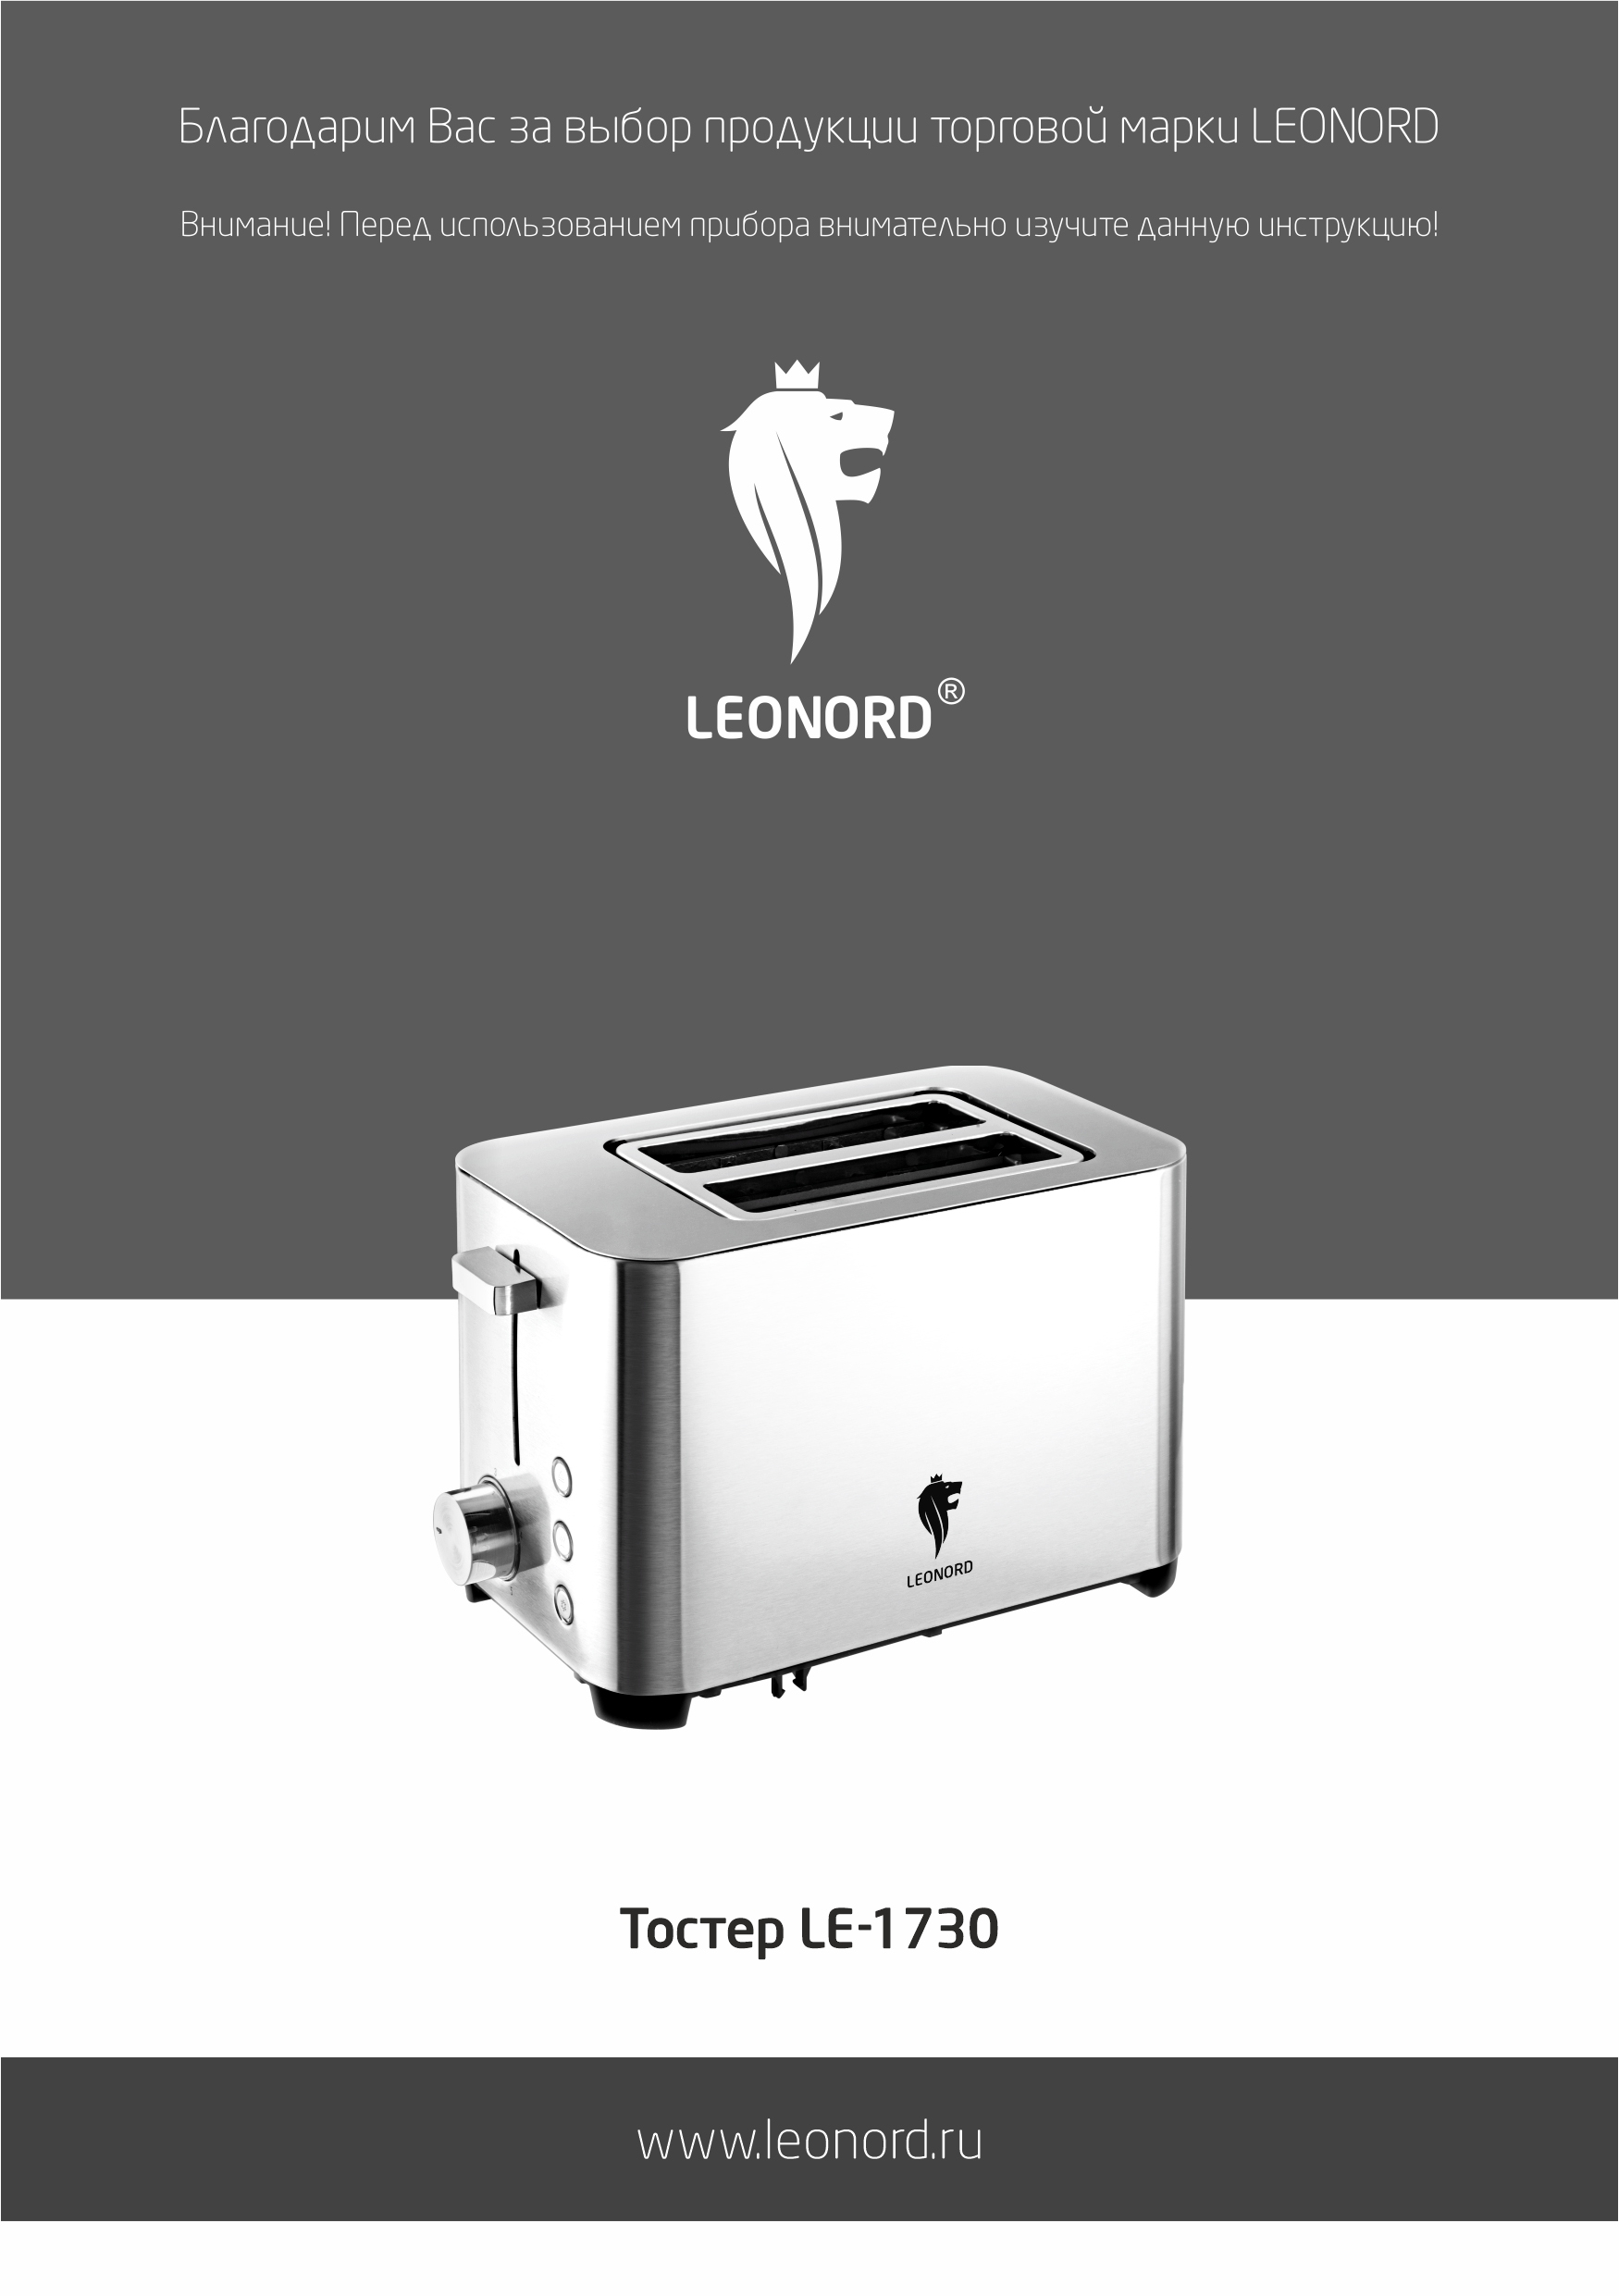 Благодарим Вас за выбор продукции торговой марки LEONORD
Внимание! Перед использованием прибора внимательно изучите данную инструкцию!
LEONORD®
LEONORD
Тостер LE-1730
www.leonord.ru